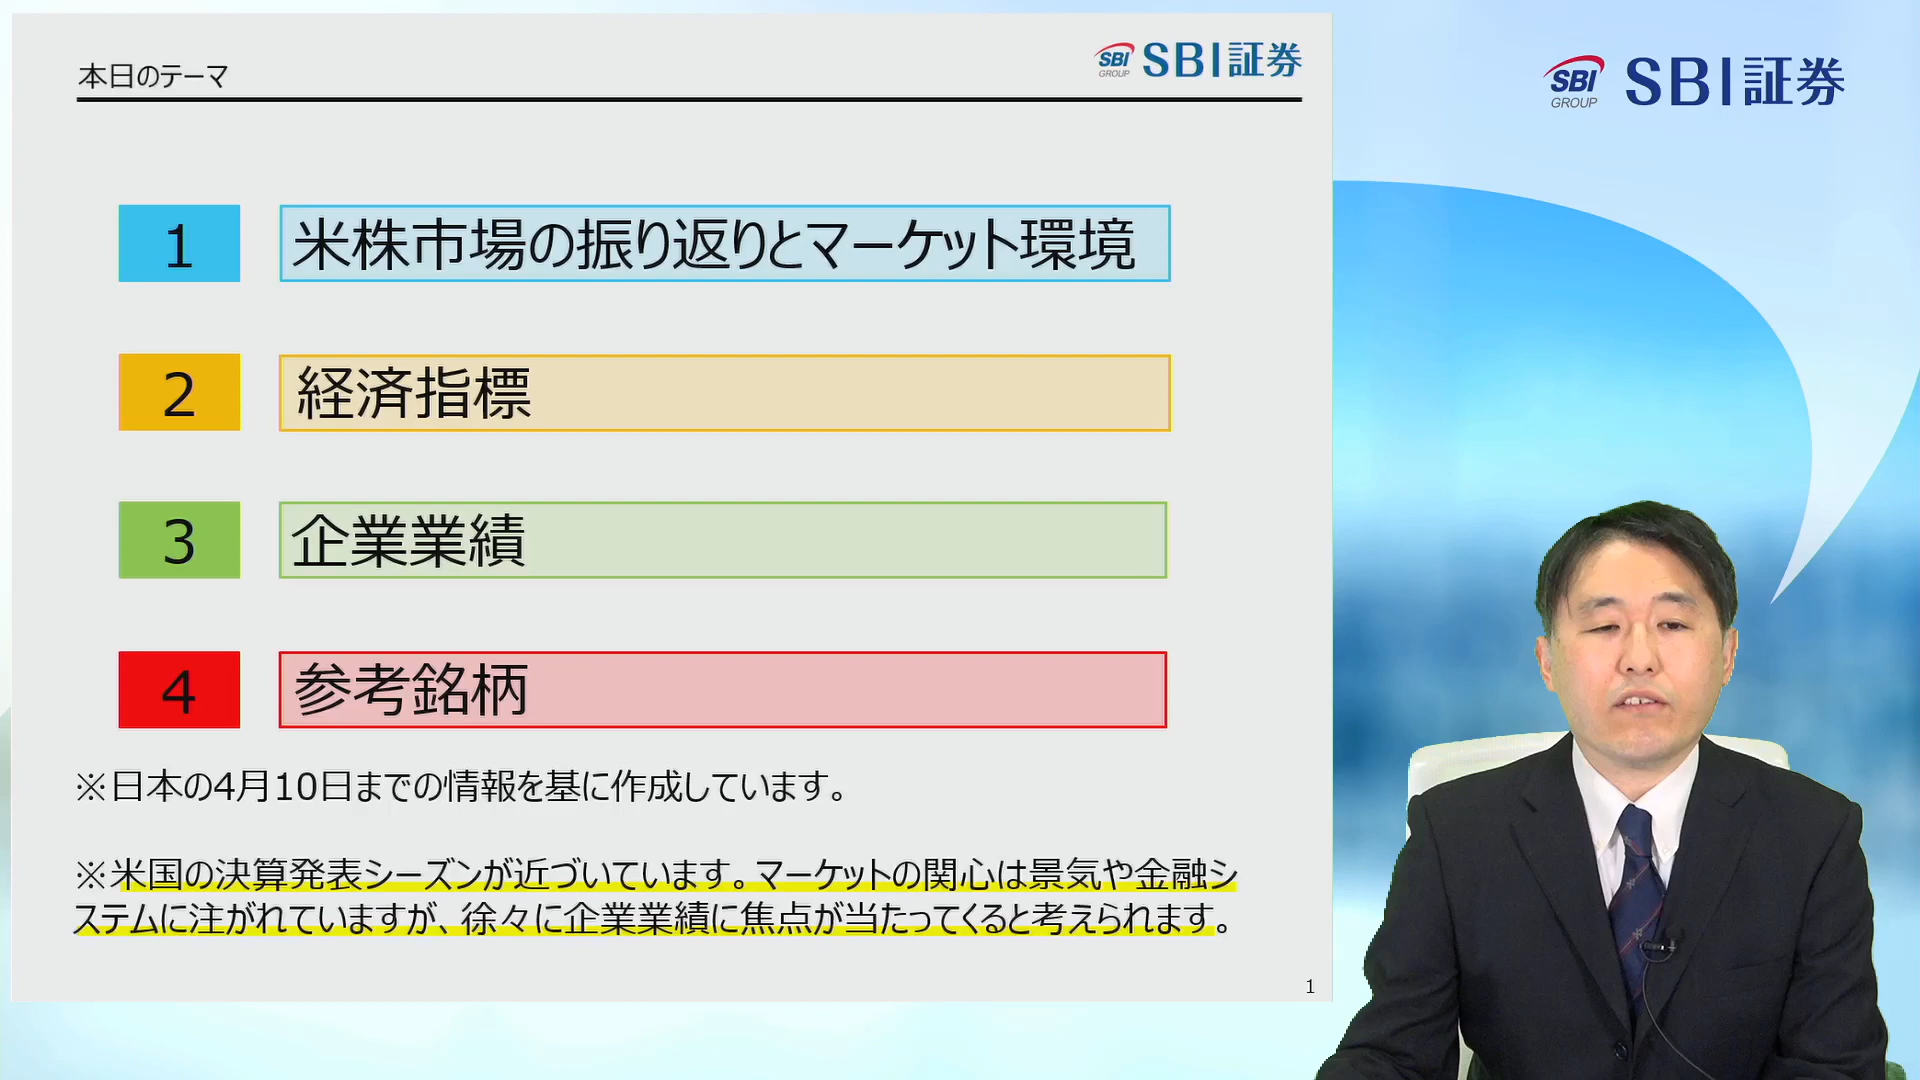 本日のテーマ
SBI GROUP SBI証券
SBI GROUP SBI証券
1 米株市場の振り返りとマーケット環境
2 経済指標
3 企業業績
4 参考銘柄
※日本の4月10日までの情報を基に作成しています。
※米国の決算発表シーズンが近づいています。マーケットの関心は景気や金融シ
ステムに注がれていますが、徐々に企業業績に焦点が当たってくると考えられます。
1